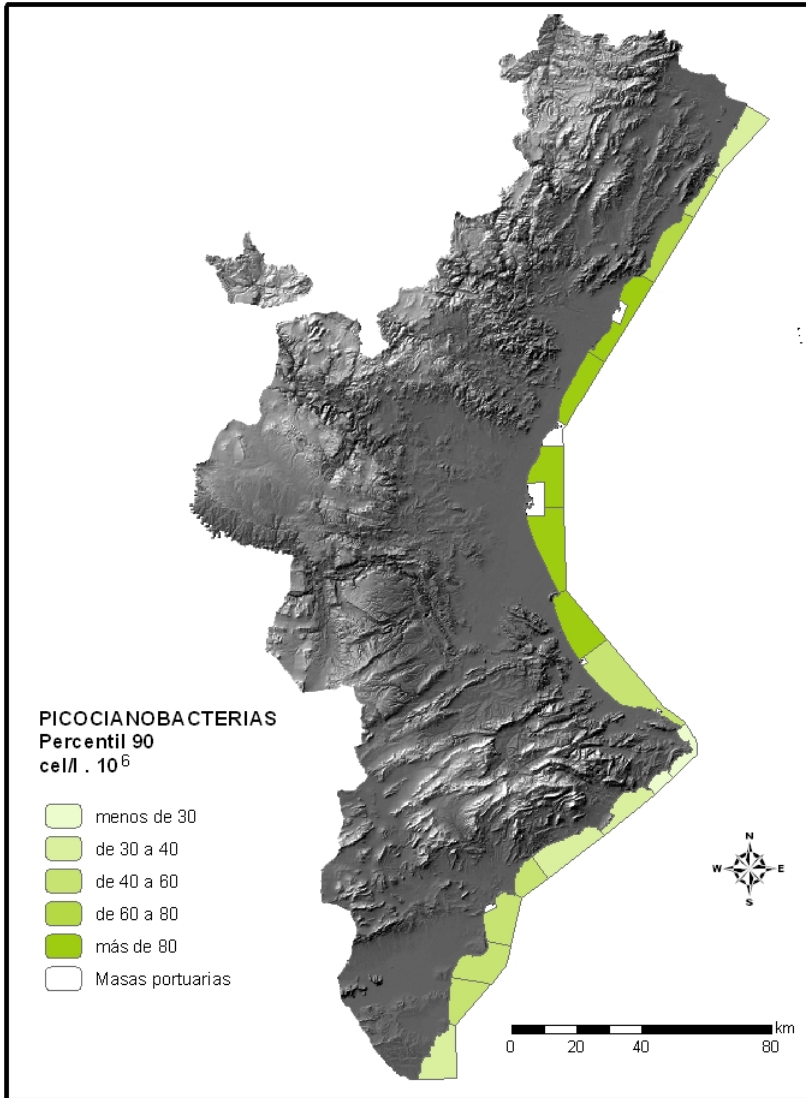 PICOCIANOBACTERIAS
Percentil 90
cel/l . 10⁶
menos de 30
de 30 a 40
de 40 a 60
de 60 a 80
más de 80
Masas portuarias
N
W E
S
km
0 20 40 80